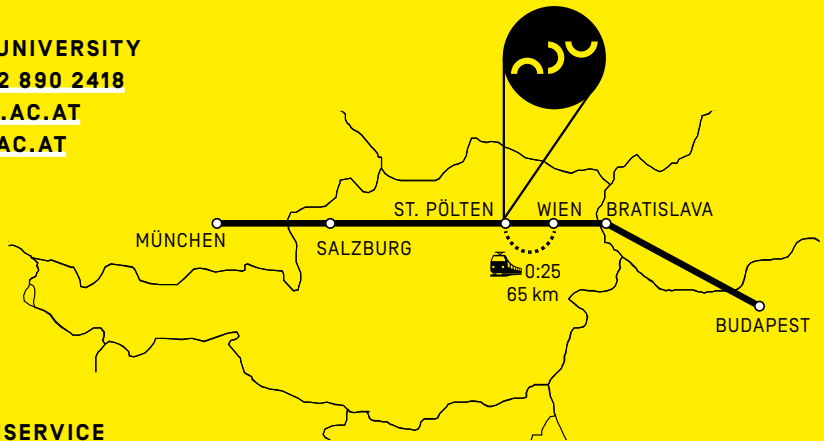 UNIVERSITY
2 890 2418
.AC.AT
AC.AT
ST. PÖLTEN
WIEN
BRATISLAVA
MÜNCHEN
SALZBURG
0:25
65 km
BUDAPEST
SERVICE